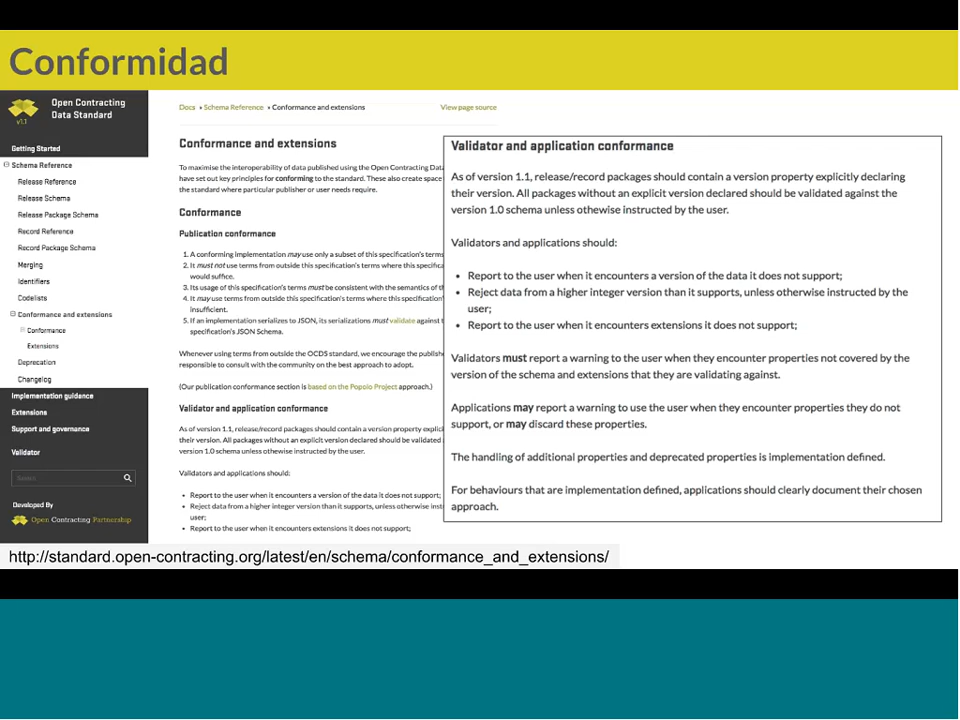 Conformidad
Open Contracting
Data Standard
v1.1
Getting Started
Schema Reference
Release Reference
Release Schema
Release Package Schema
Record Reference
Record Package Schema
Merging
Identifiers
Codelists
Conformance and extensions
Conformance
Extensions
Deprecation
Changelog
Implementation guidance
Extensions
Support and governance
Validator
Search
Developed By
Open Contracting Partnership
Docs » Schema Reference » Conformance and extensions
View page source
Conformance and extensions
To maximise the interoperability of data published using the Open Contracting Data
have set out key principles for conforming to the standard. These also create space
the standard where particular publisher or user needs require.
Conformance
Publication conformance
1. A conforming implementation may use only a subset of this specification's terms
2. It must not use terms from outside this specification's terms where this specifica
would suffice.
3. Its usage of this specification's terms must be consistent with the semantics of th
4. It may use terms from outside this specification's terms where this specification'
insufficient.
5. If an implementation serializes to JSON, its serializations must validate against t
specification's JSON Schema.
Whenever using terms from outside the OCDS standard, we encourage the publishe
responsible to consult with the community on the best approach to adopt.
(Our publication conformance section is based on the Popolo Project approach.)
Validator and application conformance
As of version 1.1, release/record packages should contain a version property explici
their version. All packages without an explicit version declared should be validated
version 1.0 schema unless othewise instructed by the user.
Validators and applications should:
• Report to the user when it encounters a version of the data it does not support;
• Reject data from a higher integer version than it supports, unless otherwise instr
user;
• Report to the user when it encounters extensions it does not support;
Validator and application conformance
As of version 1.1, release/record packages should contain a version property explicitly declaring
their version. All packages without an explicit version declared should be validated against the
version 1.0 schema unless othewise instructed by the user.
Validators and applications should:
• Report to the user when it encounters a version of the data it does not support;
• Reject data from a higher integer version than it supports, unless otherwise instructed by the
user;
• Report to the user when it encounters extensions it does not support;
Validators must report a warning to the user when they encounter properties not covered by the
version of the schema and extensions that they are validating against.
Applications may report a warning to use the user when they encounter properties they do not
support, or may discard these properties.
The handling of additional properties and deprecated properties is implementation defined.
For behaviours that are implementation defined, applications should clearly document their chosen
approach.
http://standard.open-contracting.org/latest/en/schema/conformance_and_extensions/